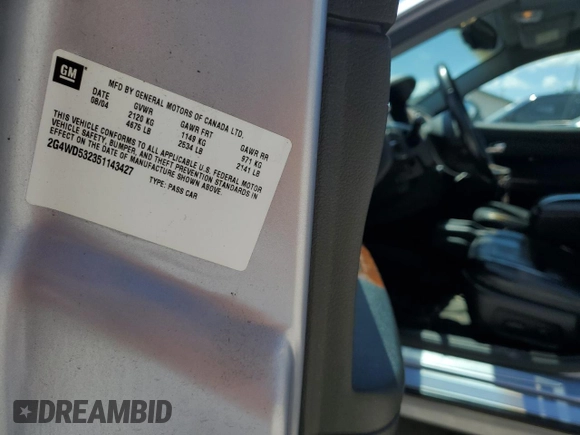 GM
MFD BY GENERAL MOTORS OF CANADA LTD.
DATE GVWR GAWR FRT GAWR RR
08/04 2120 KG 1149 KG 971 KG
4675 LB 2534 LB 2141 LB
THIS VEHICLE CONFORMS TO ALL APPLICABLE U.S. FEDERAL MOTOR
VEHICLE SAFETY, BUMPER, AND THEFT PREVENTION STANDARDS IN
EFFECT ON THE DATE OF MANUFACTURE SHOWN ABOVE.
2G4WD532351143427
TYPE: PASS CAR
DREAMBID